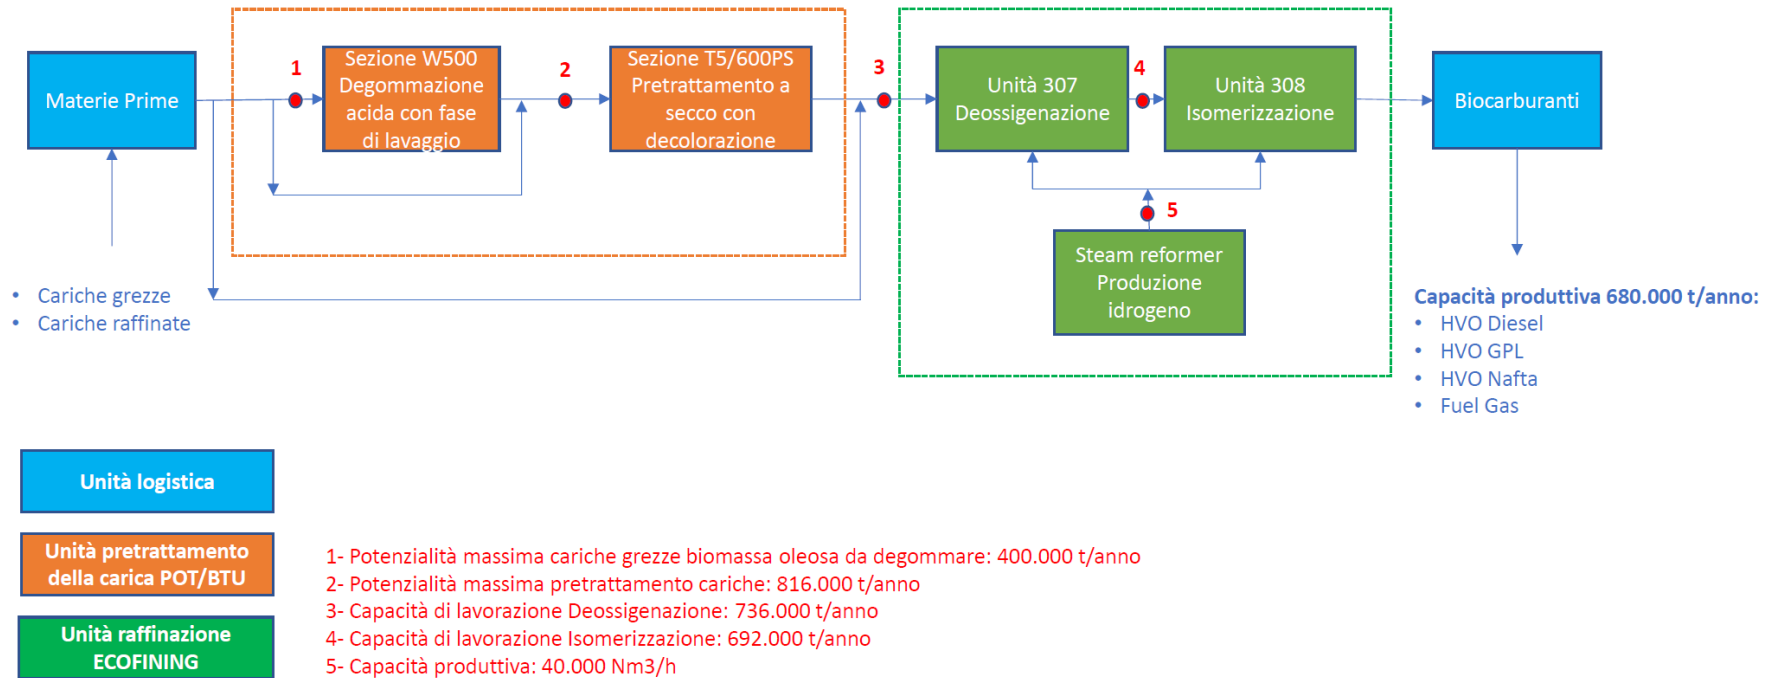 Materie Prime
1
Sezione W500
Degommazione
acida con fase
di lavaggio
2
Sezione T5/600PS
Pretrattamento a
secco con
decolorazione
3
Unità 307
Deossigenazione
4
Unità 308
Isomerizzazione
Biocarburanti
5
Steam reformer
Produzione
idrogeno
• Cariche grezze
• Cariche raffinate
Capacità produttiva 680.000 t/anno:
• HVO Diesel
• HVO GPL
• HVO Nafta
• Fuel Gas
Unità logistica
Unità pretrattamento
della carica POT/BTU
Unità raffinazione
ECOFINING
1- Potenzialità massima cariche grezze biomassa oleosa da degommare: 400.000 t/anno
2- Potenzialità massima pretrattamento cariche: 816.000 t/anno
3- Capacità di lavorazione Deossigenazione: 736.000 t/anno
4- Capacità di lavorazione Isomerizzazione: 692.000 t/anno
5- Capacità produttiva: 40.000 Nm3/h